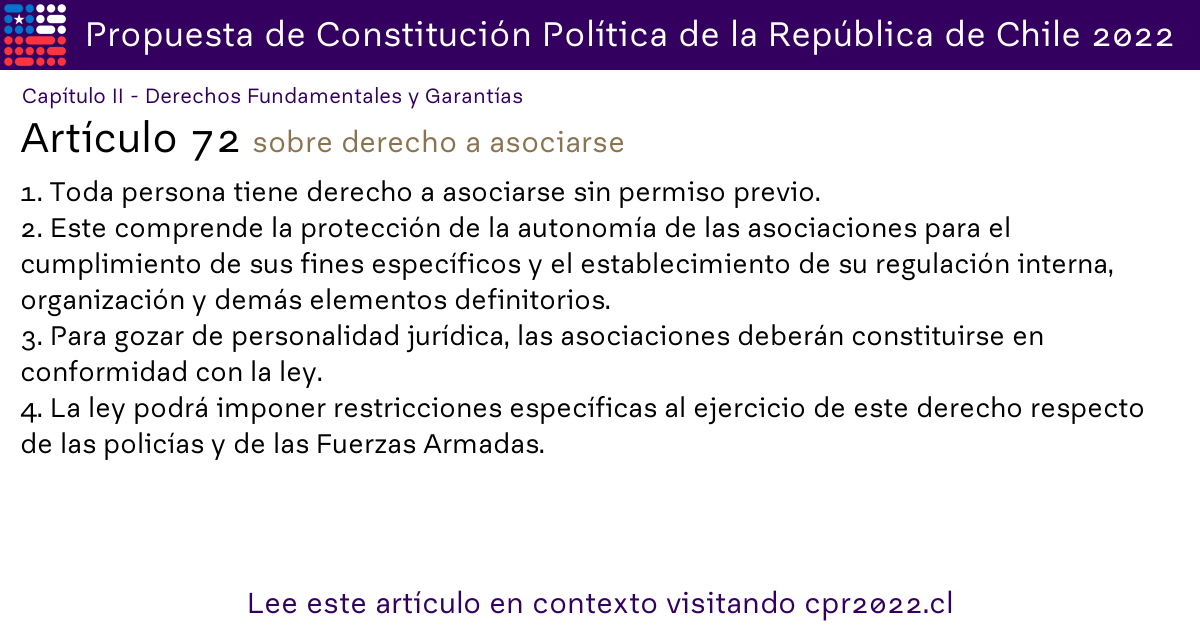 Propuesta de Constitución Política de la República de Chile 2022
Capítulo II - Derechos Fundamentales y Garantías
Artículo 72 sobre derecho a asociarse
1. Toda persona tiene derecho a asociarse sin permiso previo.
2. Este comprende la protección de la autonomía de las asociaciones para el
cumplimiento de sus fines específicos y el establecimiento de su regulación interna,
organización y demás elementos definitorios.
3. Para gozar de personalidad jurídica, las asociaciones deberán constituirse en
conformidad con la ley.
4. La ley podrá imponer restricciones específicas al ejercicio de este derecho respecto
de las policías y de las Fuerzas Armadas.
Lee este artículo en contexto visitando cpr2022.cl